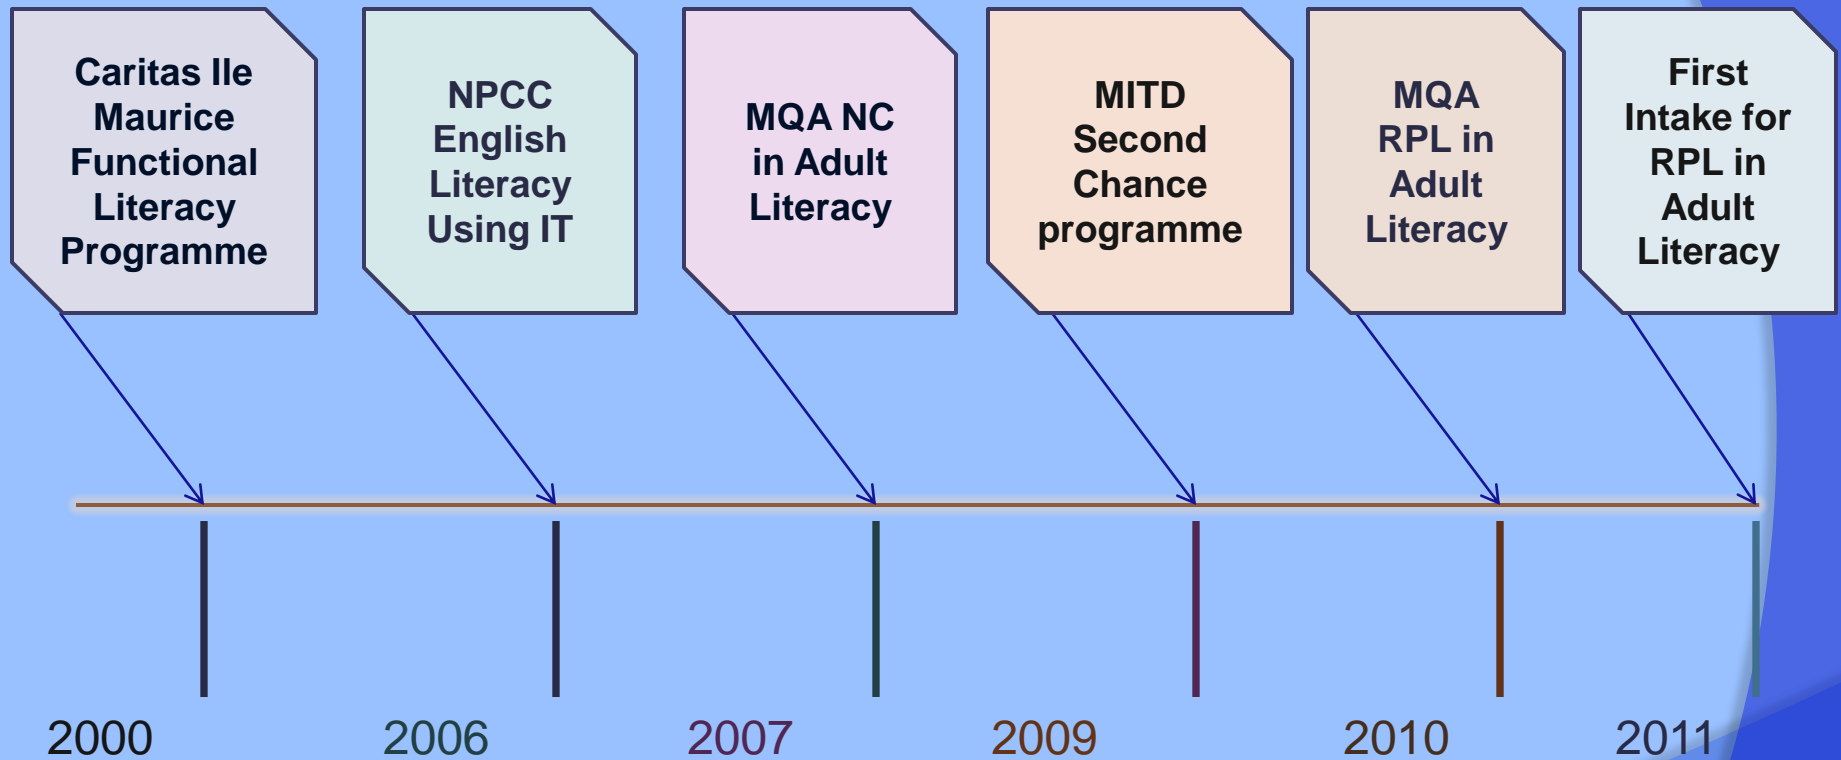 Caritas Ile
Maurice
Functional
Literacy
Programme
NPCC
English
Literacy
Using IT
MQA NC
in Adult
Literacy
MITD
Second
Chance
programme
MQA
RPL in
Adult
Literacy
First
Intake for
RPL in
Adult
Literacy
2000
2006
2007
2009
2010
2011